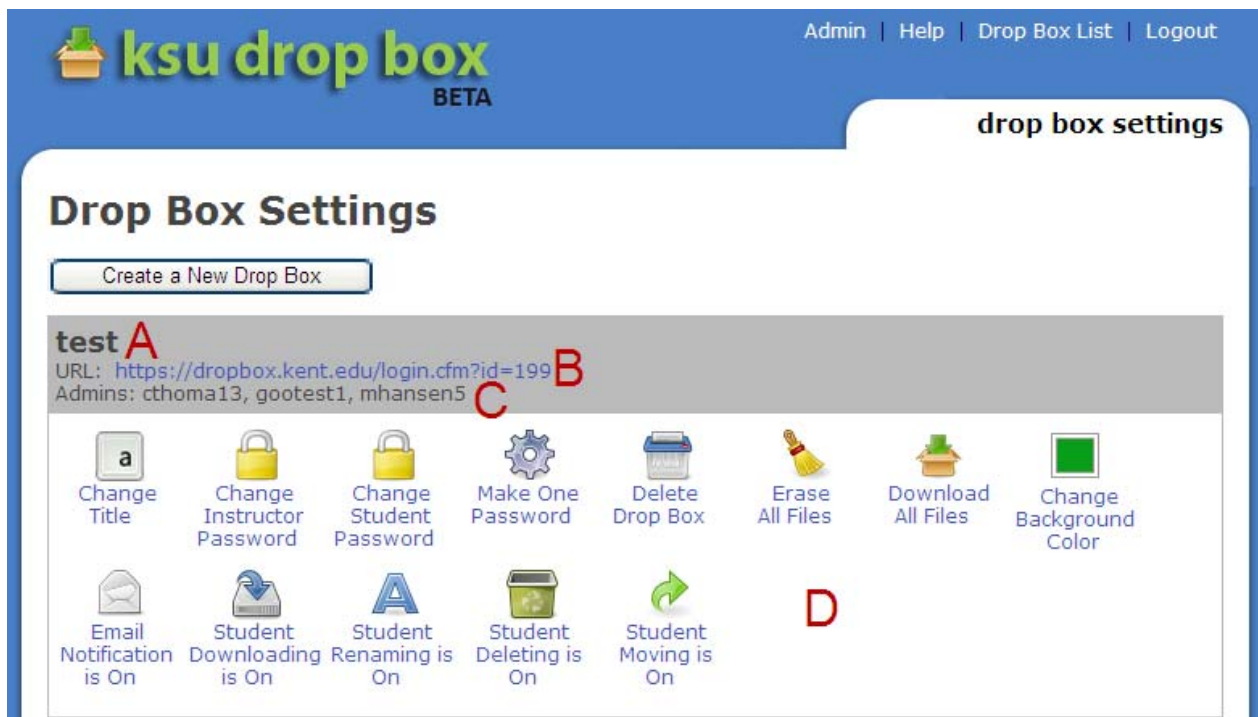 Admin | Help | Drop Box List | Logout
ksu drop box
BETA
drop box settings
Drop Box Settings
Create a New Drop Box
test A
URL: https://dropbox.kent.edu/login.cfm?id=199 B
Admins: cthoma13, gootest1, mhansen5 C
a
Change Title
Change Instructor Password
Change Student Password
Make One Password
Delete Drop Box
Erase All Files
Download All Files
Change Background Color
Email Notification is On
Student Downloading is On
A
Student Renaming is On
Student Deleting is On
Student Moving is On
D